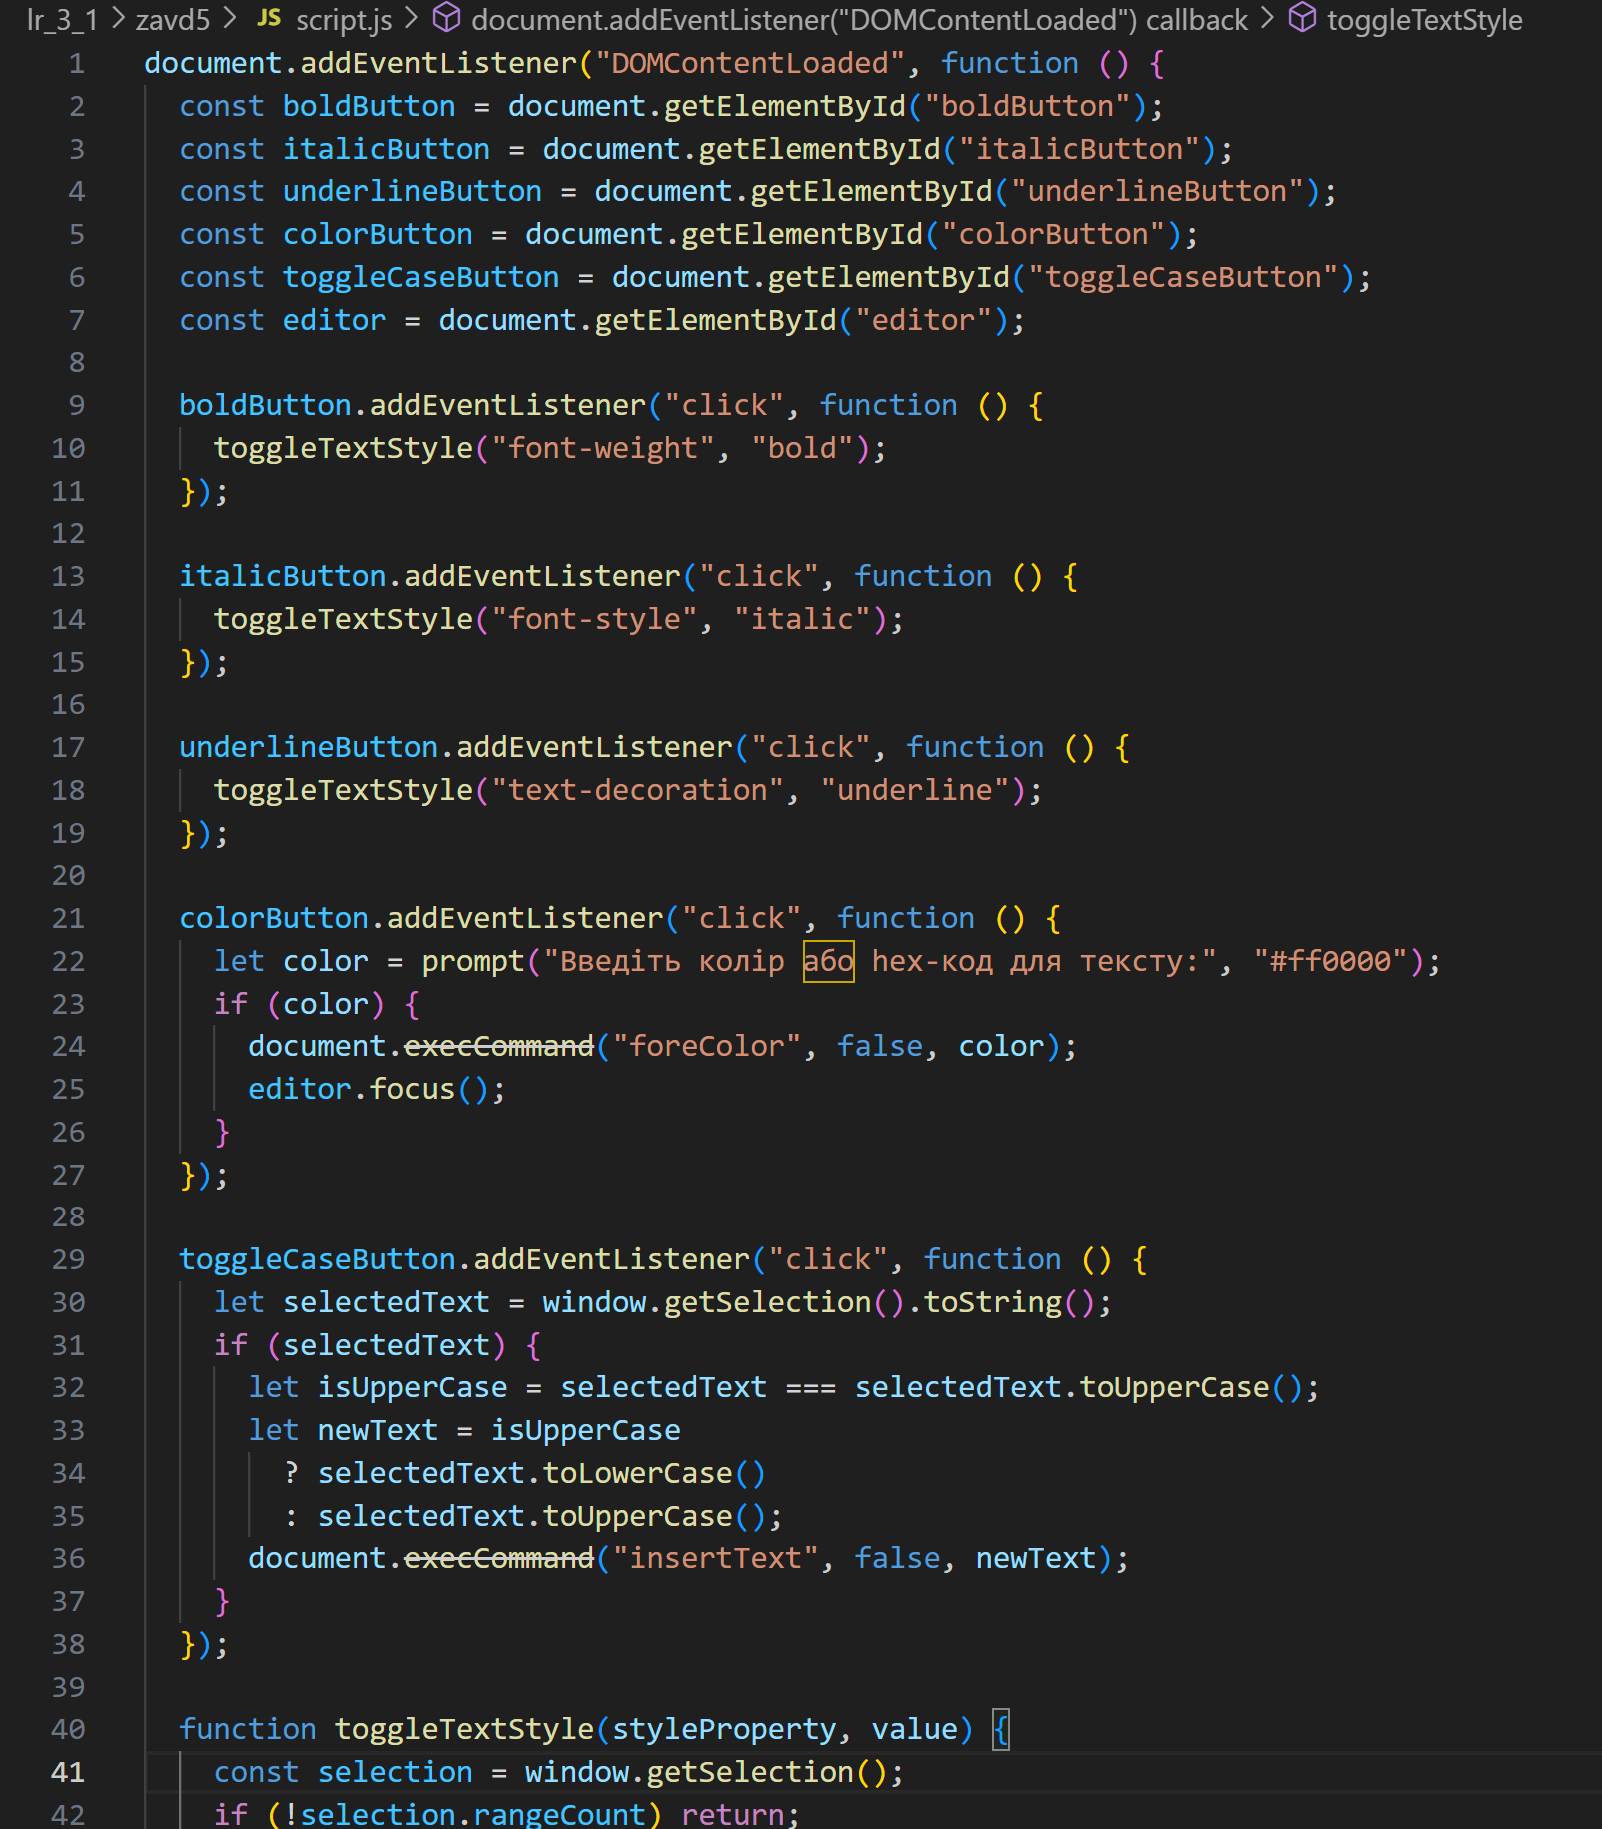 lr_3_1 > zavd5 > JS script.js > document.addEventListener("DOMContentLoaded") callback > toggleTextStyle
1 document.addEventListener("DOMContentLoaded", function () {
2   const boldButton = document.getElementById("boldButton");
3   const italicButton = document.getElementById("italicButton");
4   const underlineButton = document.getElementById("underlineButton");
5   const colorButton = document.getElementById("colorButton");
6   const toggleCaseButton = document.getElementById("toggleCaseButton");
7   const editor = document.getElementById("editor");
8
9   boldButton.addEventListener("click", function () {
10     toggleTextStyle("font-weight", "bold");
11   });
12
13   italicButton.addEventListener("click", function () {
14     toggleTextStyle("font-style", "italic");
15   });
16
17   underlineButton.addEventListener("click", function () {
18     toggleTextStyle("text-decoration", "underline");
19   });
20
21   colorButton.addEventListener("click", function () {
22     let color = prompt("Введіть колір або hex-код для тексту:", "#ff0000");
23     if (color) {
24       document.execCommand("foreColor", false, color);
25       editor.focus();
26     }
27   });
28
29   toggleCaseButton.addEventListener("click", function () {
30     let selectedText = window.getSelection().toString();
31     if (selectedText) {
32       let isUpperCase = selectedText === selectedText.toUpperCase();
33       let newText = isUpperCase
34         ? selectedText.toLowerCase()
35         : selectedText.toUpperCase();
36       document.execCommand("insertText", false, newText);
37     }
38   });
39
40   function toggleTextStyle(styleProperty, value) {
41     const selection = window.getSelection();
42     if (!selection.rangeCount) return;